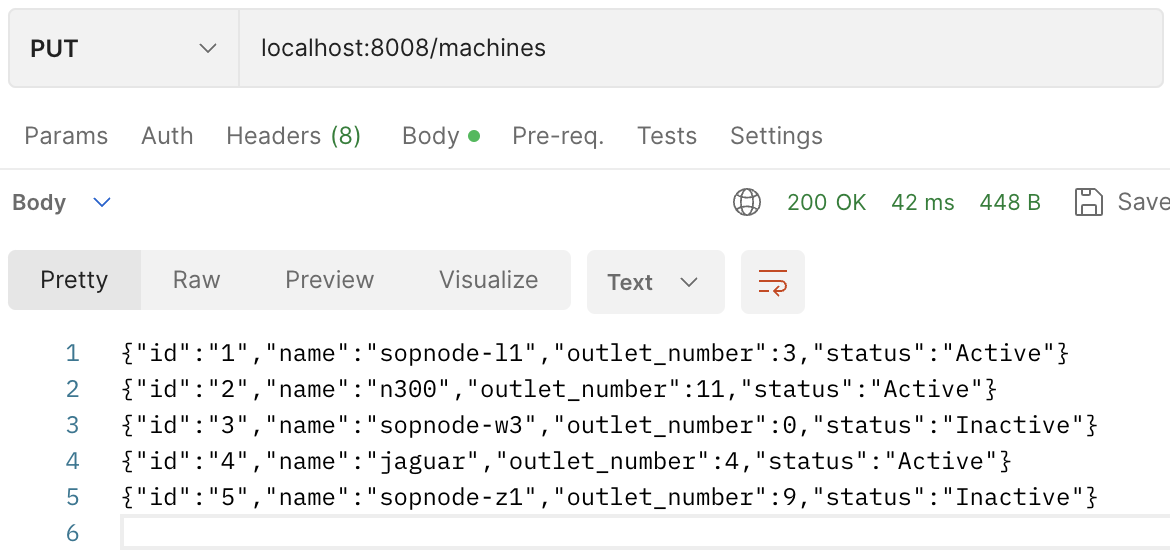 PUT localhost:8008/machines
Params Auth Headers (8) Body Pre-req. Tests Settings
Body 200 OK 42 ms 448 B Save
Pretty Raw Preview Visualize Text
1 {"id":"1","name":"sopnode-l1","outlet_number":3,"status":"Active"}
2 {"id":"2","name":"n300","outlet_number":11,"status":"Active"}
3 {"id":"3","name":"sopnode-w3","outlet_number":0,"status":"Inactive"}
4 {"id":"4","name":"jaguar","outlet_number":4,"status":"Active"}
5 {"id":"5","name":"sopnode-z1","outlet_number":9,"status":"Inactive"}
6